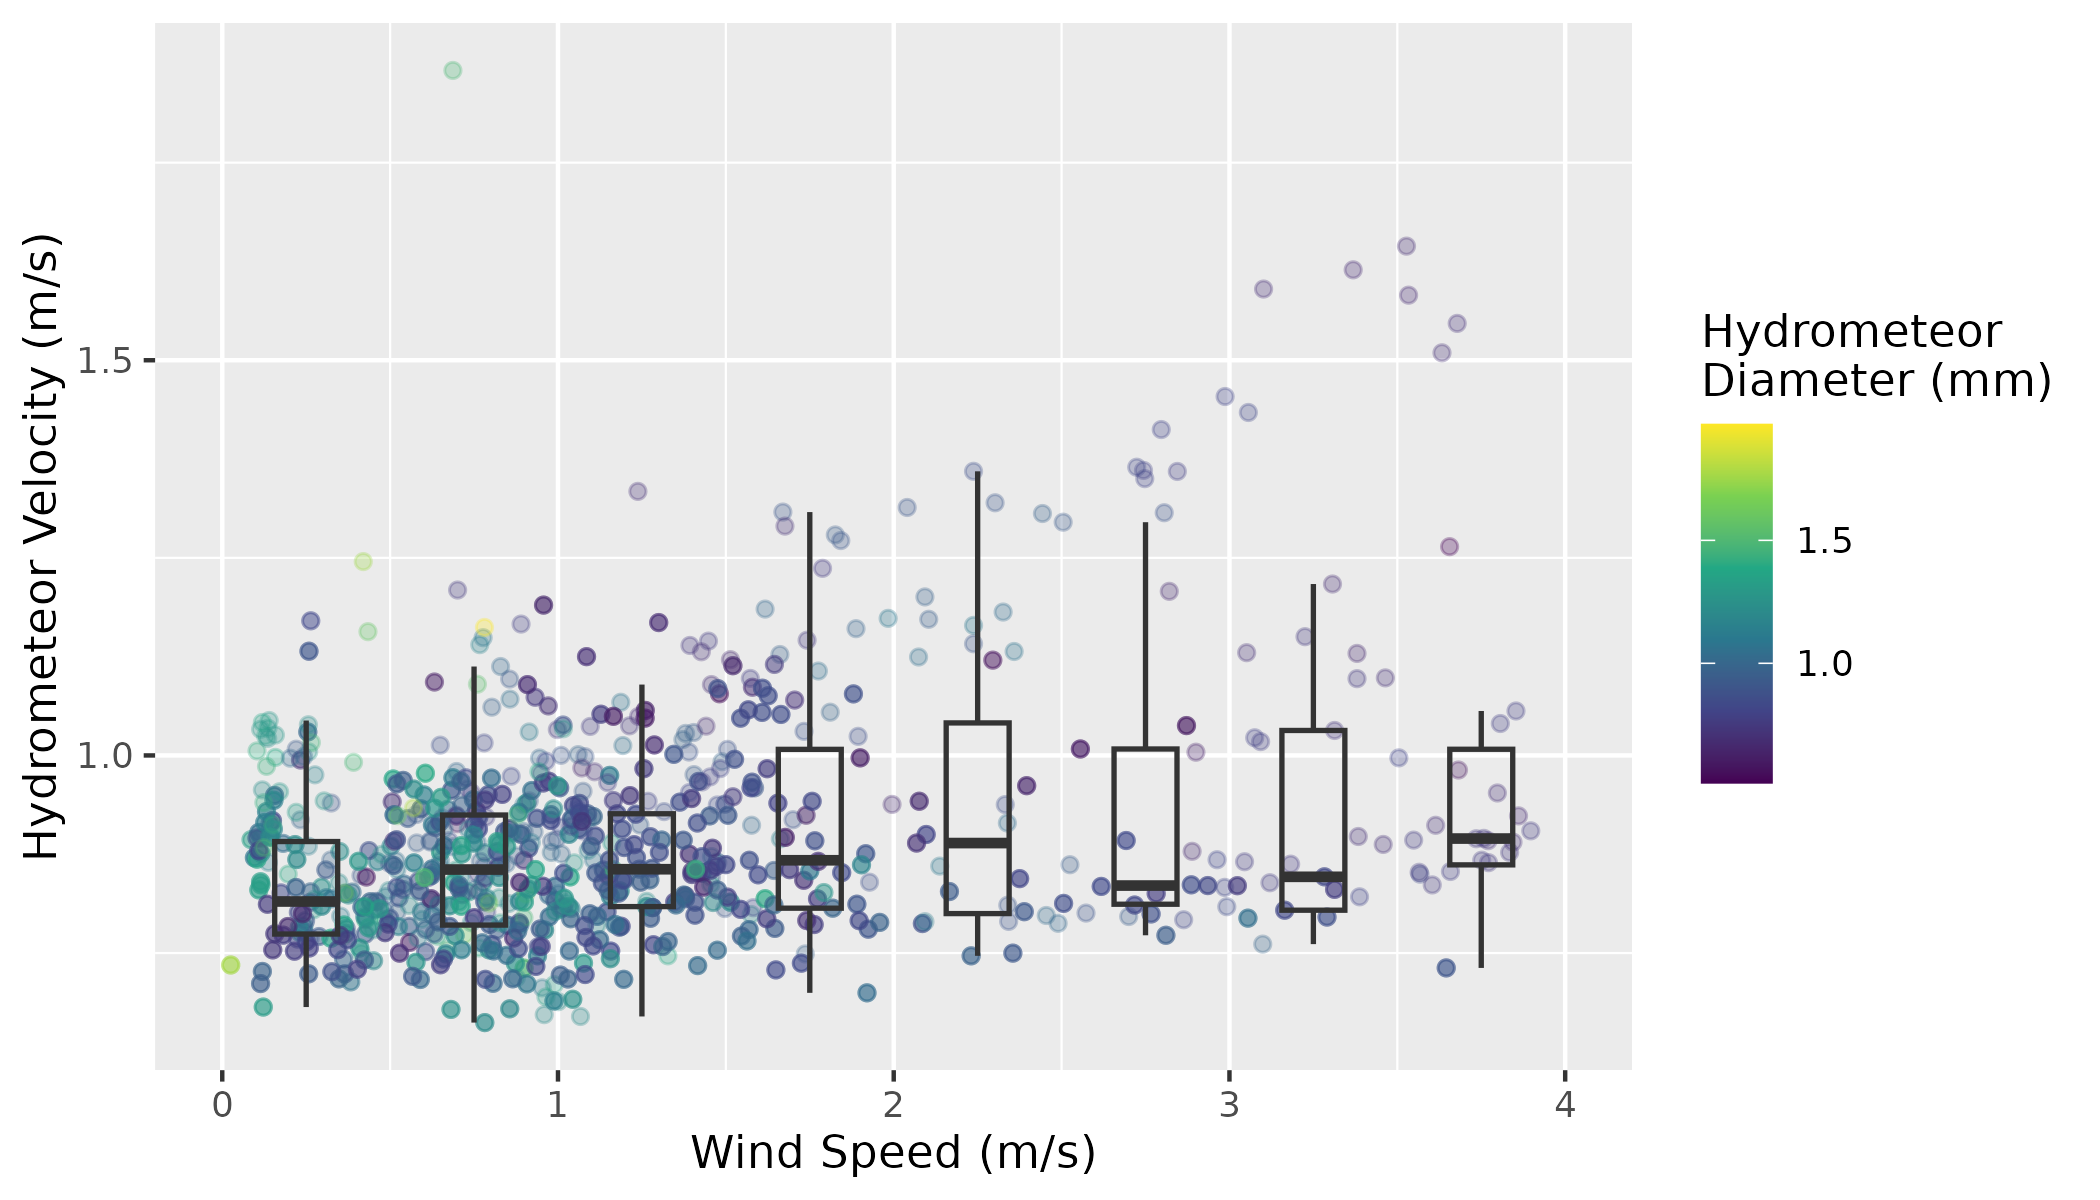 Hydrometeor Velocity (m/s)
1.5
1.0
0 1 2 3 4
Wind Speed (m/s)
Hydrometeor
Diameter (mm)
1.5
1.0